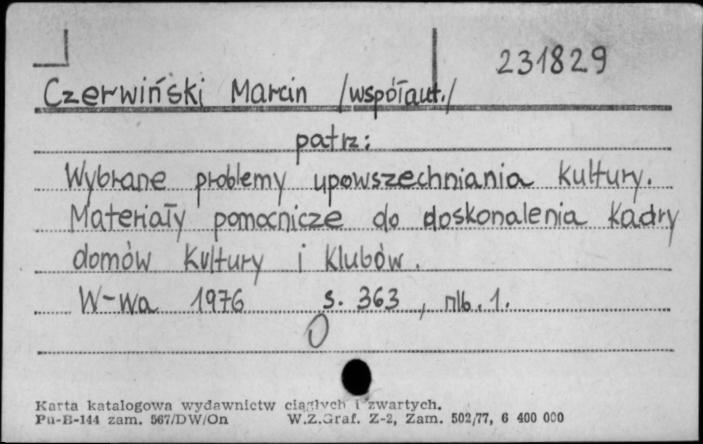 231829
Czerwiński Marcin /współaut./
patrz:
Wybrane problemy upowszechniania kultury.
Materiały pomocnicze do doskonalenia kadry
domów kultury i klubów.
W-wa 1976 s. 363, nlb. 1.
Karta katalogowa wydawnictw ciągłych i zwartych.
Pu-B-144 zam. 567/DW/On W.Z.Graf. Z-2, Zam. 502/77, 6 400 000